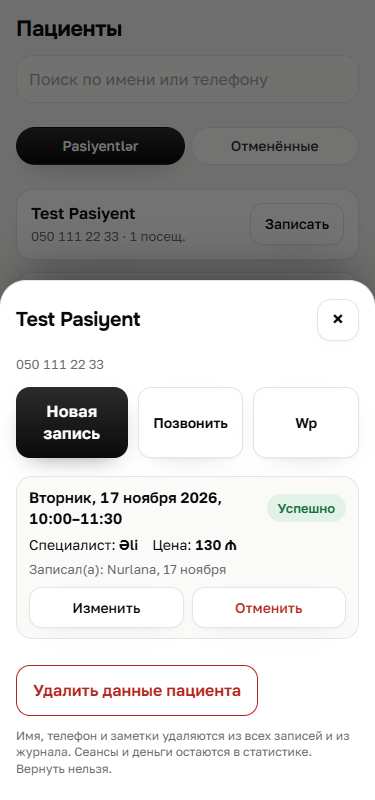 Пациенты
Поиск по имени или телефону
Pasiyentlər
Отменённые
Test Pasiyent
Записать
050 111 22 33 · 1 посещ.
Test Pasiyent
×
050 111 22 33
Новая
запись
Позвонить
Wp
Вторник, 17 ноября 2026,
10:00–11:30
Успешно
Специалист: Əli Цена: 130 ₼
Записал(а): Nurlana, 17 ноября
Изменить
Отменить
Удалить данные пациента
Имя, телефон и заметки удаляются из всех записей и из
журнала. Сеансы и деньги остаются в статистике.
Вернуть нельзя.